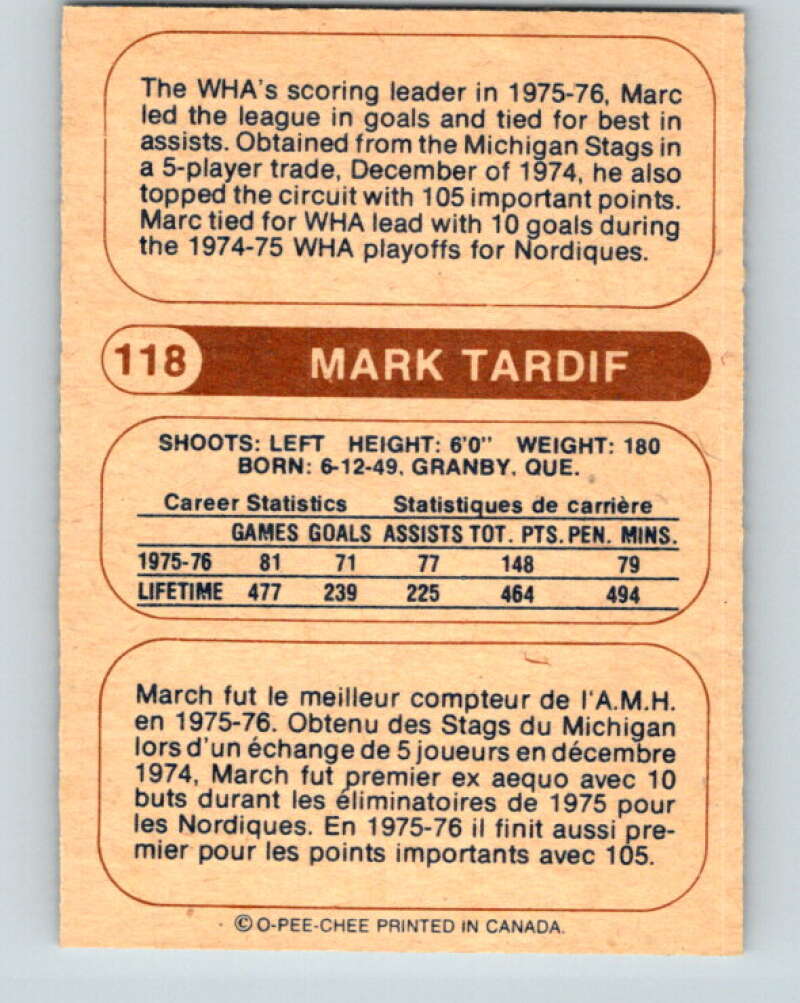 The WHA's scoring leader in 1975-76, Marc
led the league in goals and tied for best in
assists. Obtained from the Michigan Stags in
a 5-player trade, December of 1974, he also
topped the circuit with 105 important points.
Marc tied for WHA lead with 10 goals during
the 1974-75 WHA playoffs for Nordiques.
118 MARK TARDIF
SHOOTS: LEFT HEIGHT: 6'0" WEIGHT: 180
BORN: 6-12-49. GRANBY. QUE.
Career Statistics Statistiques de carrière
GAMES GOALS ASSISTS TOT. PTS. PEN. MINS.
1975-76 81 71 77 148 79
LIFETIME 477 239 225 464 494
March fut le meilleur compteur de l'A.M.H.
en 1975-76. Obtenu des Stags du Michigan
lors d'un échange de 5 joueurs en décembre
1974, March fut premier ex aequo avec 10
buts durant les éliminatoires de 1975 pour
les Nordiques. En 1975-76 il finit aussi pre-
mier pour les points importants avec 105.
© O-PEE-CHEE PRINTED IN CANADA.